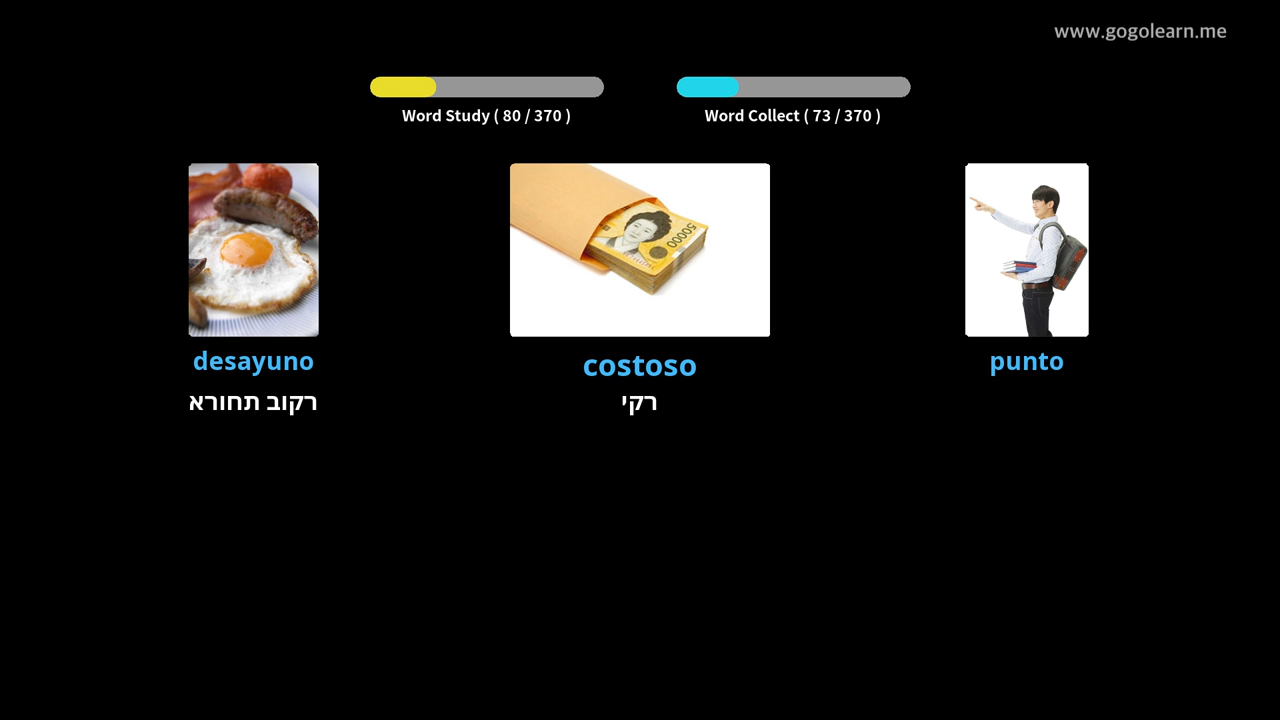 www.gogolearn.me
Word Study ( 80 / 370 )
Word Collect ( 73 / 370 )
desayuno
רקוב תחורא
costoso
רקי
punto